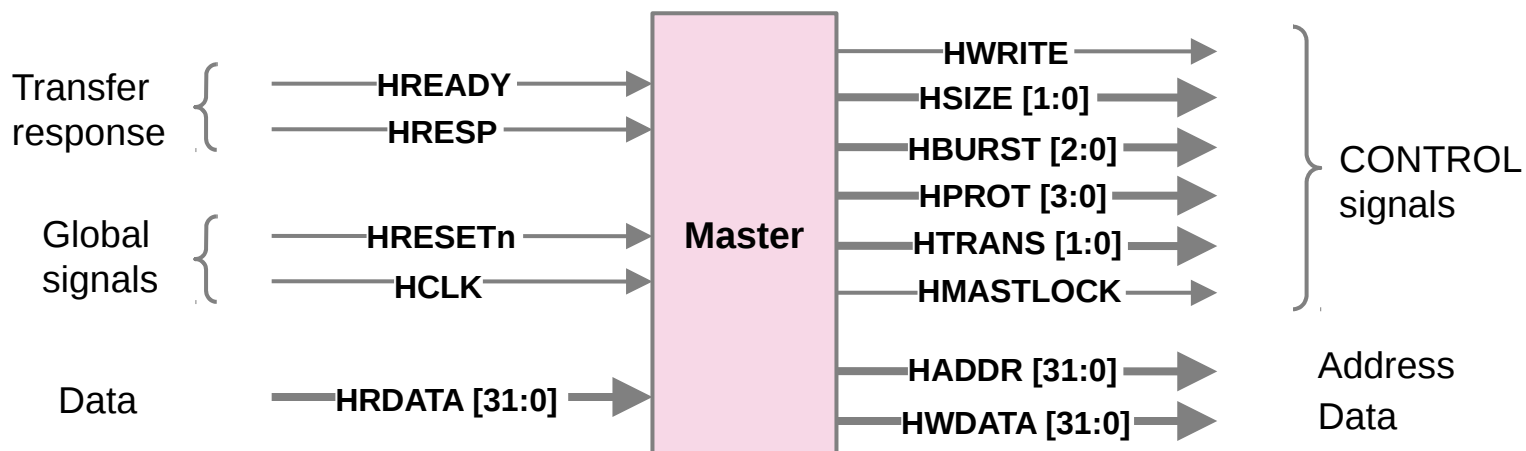 Transfer
response
HREADY
HRESP
Global
signals
HRESETn
HCLK
Data
HRDATA [31:0]
Master
HWRITE
HSIZE [1:0]
HBURST [2:0]
HPROT [3:0]
HTRANS [1:0]
HMASTLOCK
CONTROL
signals
HADDR [31:0]
HWDATA [31:0]
Address
Data